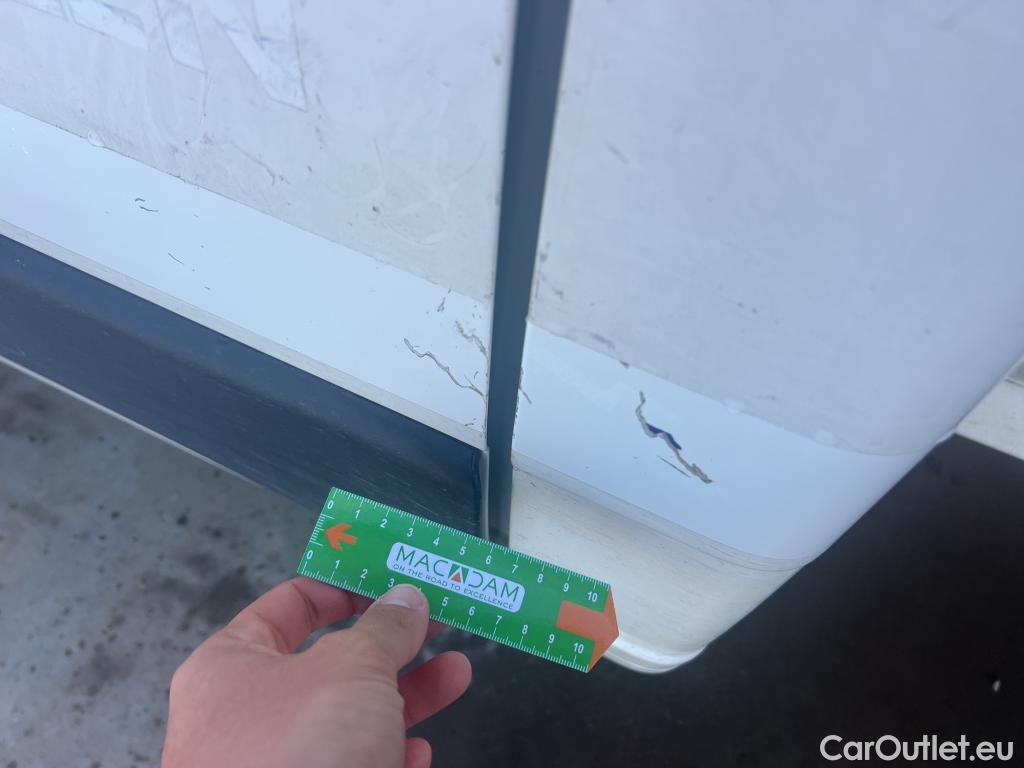 0 1 2 3 4 5 6 7 8 9 10
MACADAM
ON THE ROAD TO EXCELLENCE
0 1 2 3 5 6 7 8 9 10
CarOutlet.eu